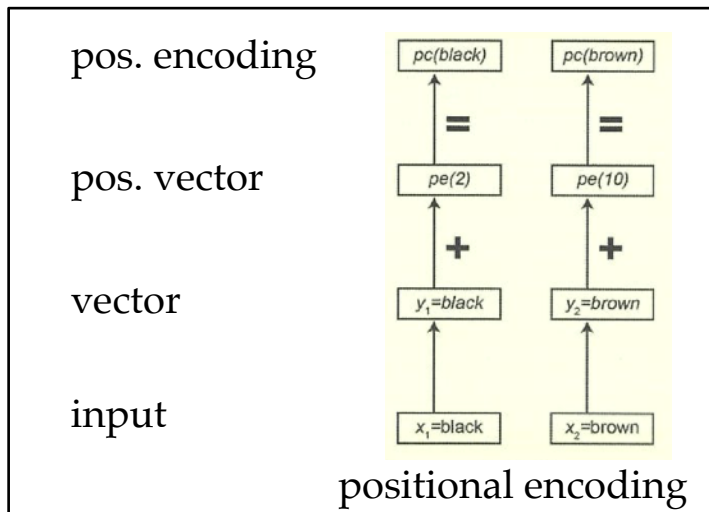 pos. encoding pc(black) pc(brown)
= =
pos. vector pe(2) pe(10)
+ +
vector y₁=black y₂=brown
input x₁=black x₂=brown
positional encoding